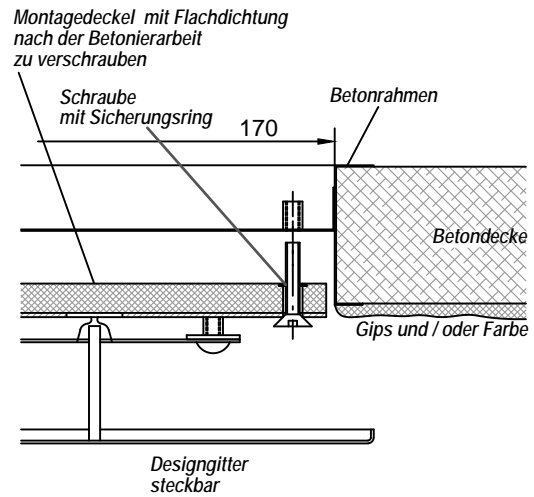 Montagedeckel mit Flachdichtung
nach der Betonierarbeit
zu verschrauben
Schraube
mit Sicherungsring
170
Betonrahmen
Betondecke
Gips und / oder Farbe
Designgitter
steckbar